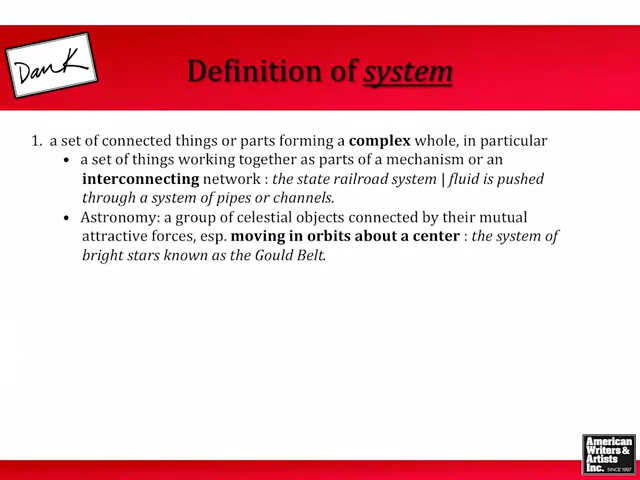 Dan K
Definition of system
1. a set of connected things or parts forming a complex whole, in particular
• a set of things working together as parts of a mechanism or an
interconnecting network : the state railroad system | fluid is pushed
through a system of pipes or channels.
• Astronomy: a group of celestial objects connected by their mutual
attractive forces, esp. moving in orbits about a center : the system of
bright stars known as the Gould Belt.
American
Writers &
Artists
Inc. SINCE 1997